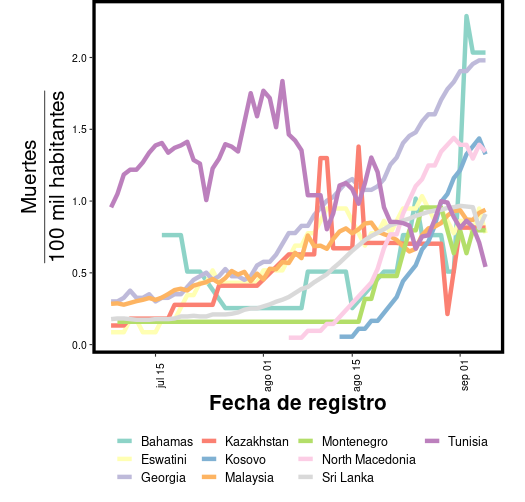 Muertes
100 mil habitantes
2.0
1.5
1.0
0.5
0.0
jul 15
ago 01
ago 15
sep 01
Fecha de registro
Bahamas Kazakhstan Montenegro Tunisia
Eswatini Kosovo North Macedonia
Georgia Malaysia Sri Lanka